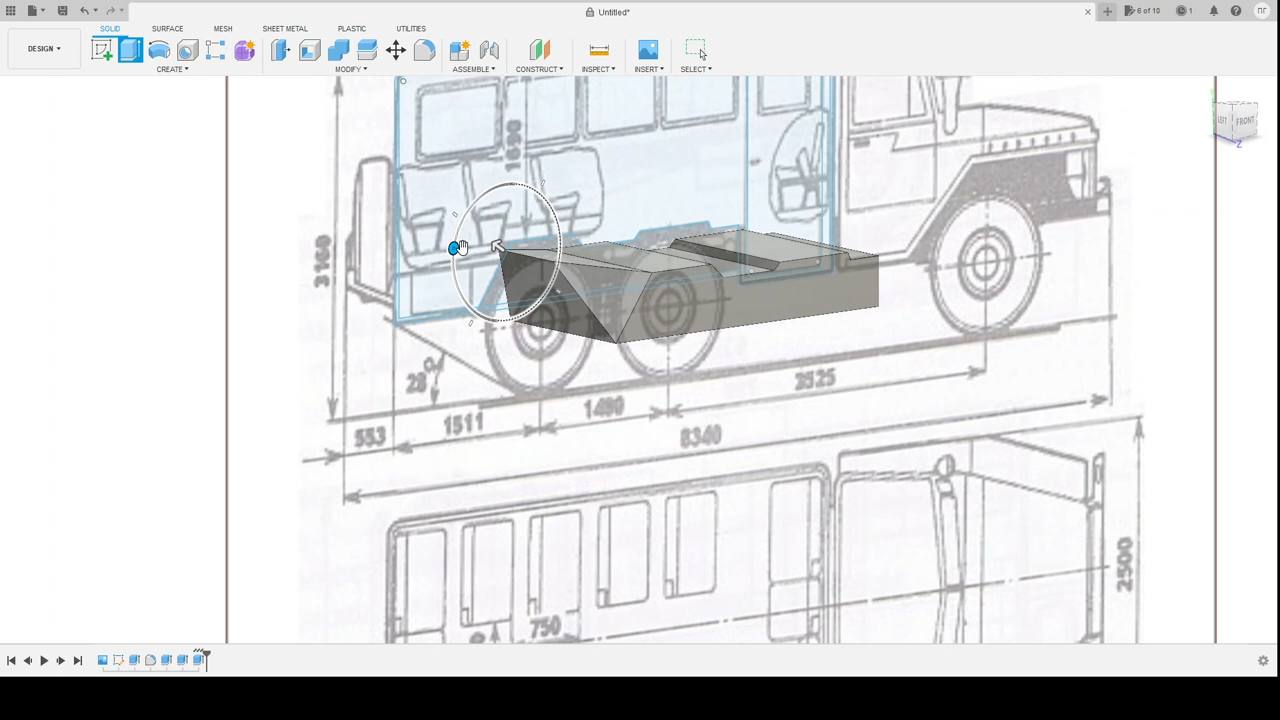 Untitled*
6 of 10
1
ПГ
SOLID
SURFACE
MESH
SHEET METAL
PLASTIC
UTILITIES
DESIGN
CREATE
MODIFY
ASSEMBLE
CONSTRUCT
INSPECT
INSERT
SELECT
LEFT
FRONT
Z
3160
28°
553
1511
1490
3525
8340
2500
750